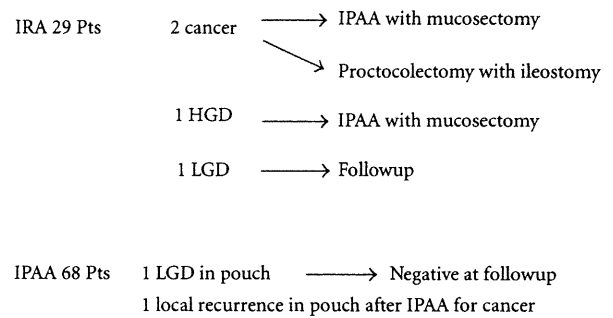 IRA 29 Pts 2 cancer IPAA with mucosectomy
Proctocolectomy with ileostomy
1 HGD IPAA with mucosectomy
1 LGD Followup
IPAA 68 Pts 1 LGD in pouch Negative at followup
1 local recurrence in pouch after IPAA for cancer